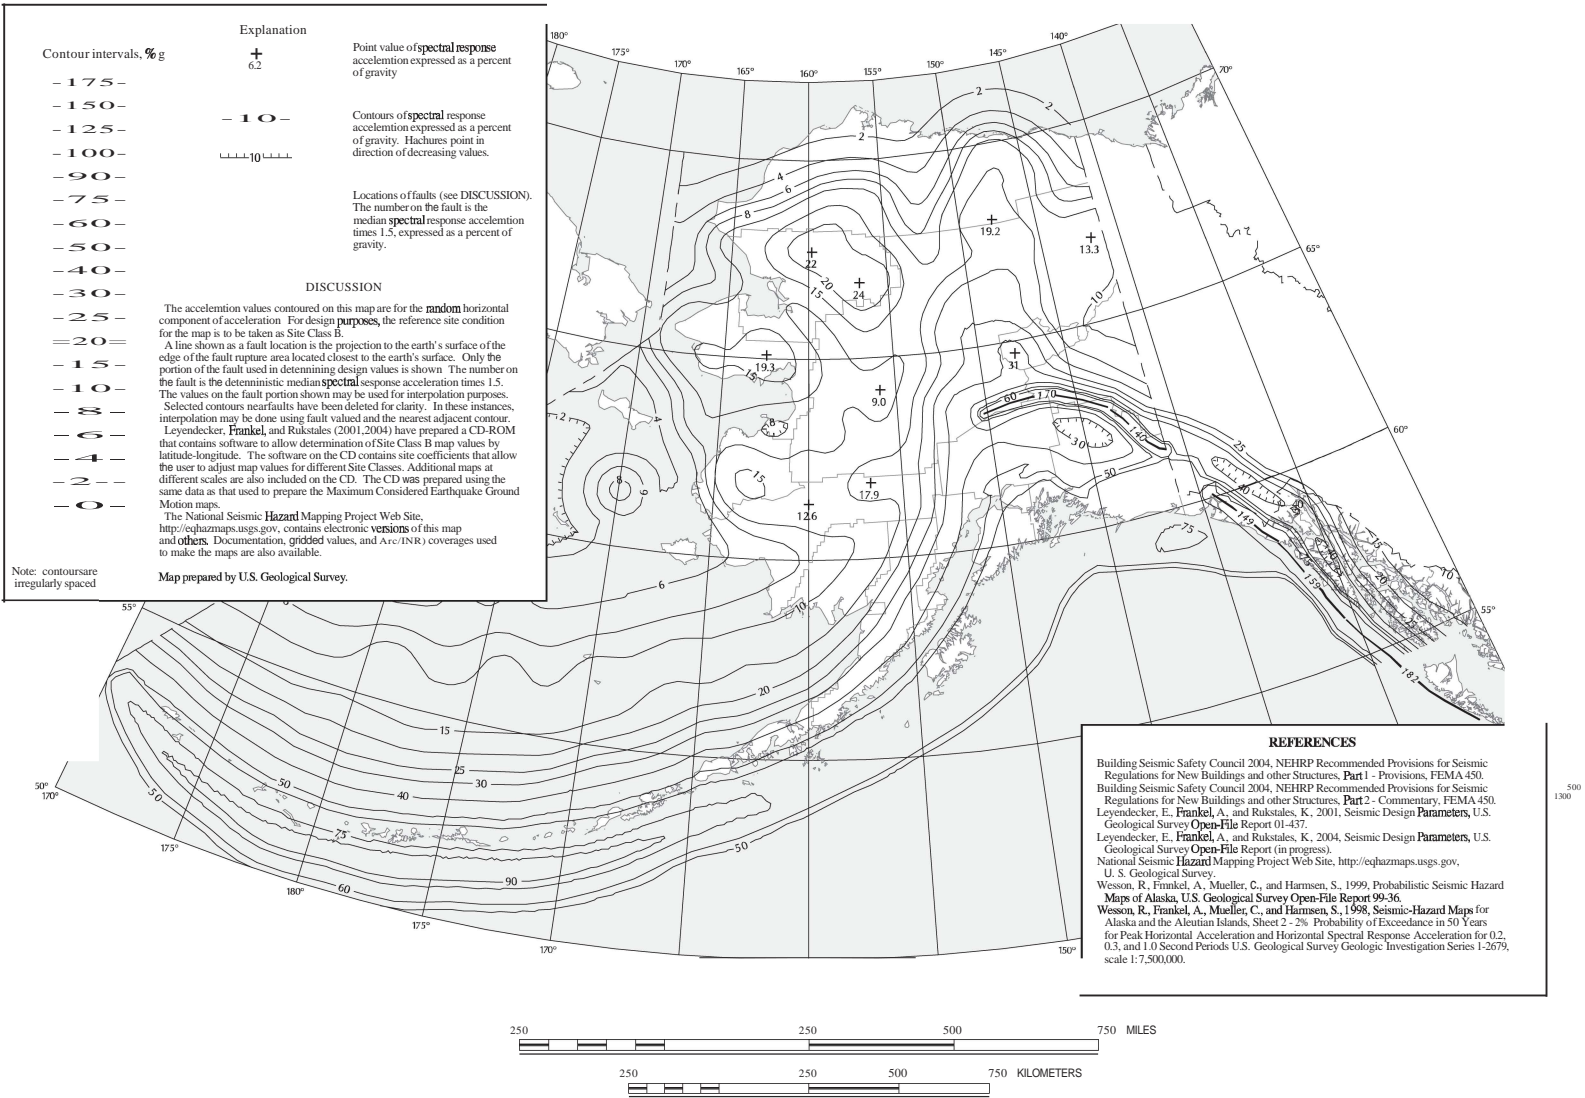 Explanation
Contour intervals, % g
-175-
-150-
-125-
-100-
-90-
-75-
-60-
-50-
-40-
-30-
-25-
=20=
-15-
-10-
-8-
-6-
-4-
-2--
-0-
Note: contoursare
irregularly spaced
+
6.2
Point value of spectral response
accelemtion expressed as a percent
of gravity
-10-
Contours of spectral response
accelemtion expressed as a percent
of gravity. Hachures point in
direction of decreasing values.
10
Locations of faults (see DISCUSSION).
The number on the fault is the
median spectral response accelemtion
times 1.5, expressed as a percent of
gravity.
DISCUSSION
The accelemtion values contoured on this map are for the random horizontal
component of acceleration For design purposes, the reference site condition
for the map is to be taken as Site Class B.
A line shown as a fault location is the projection to the earth's surface of the
edge of the fault rupture area located closest to the earth's surface. Only the
portion of the fault used in detennining design values is shown The number on
the fault is the detenninistic median spectral sesponse acceleration times 1.5.
The values on the fault portion shown may be used for interpolation purposes.
Selected contours nearfaults have been deleted for clarity. In these instances,
interpolation may be done using fault valued and the nearest adjacent contour.
Leyendecker, Frankel, and Rukstales (2001,2004) have prepared a CD-ROM
that contains software to allow determination of Site Class B map values by
latitude-longitude. The software on the CD contains site coefficients that allow
the user to adjust map values for different Site Classes. Additional maps at
different scales are also included on the CD. The CD was prepared using the
same data as that used to prepare the Maximum Considered Earthquake Ground
Motion maps.
The National Seismic Hazard Mapping Project Web Site,
http://eqhazmaps.usgs.gov, contains electronic versions of this map
and others. Documentation, gridded values, and Arc/INR) coverages used
to make the maps are also available.
Map prepared by U.S. Geological Survey.
180°
175°
170°
165°
160°
155°
150°
145°
140°
70°
65°
60°
55°
2
2
2
4
6
8
22
24
20
15
19.2
13.3
10
19.3
15
9.0
31
60
170
140
30
50
25
8
15
17.9
12.6
4
2
8
6
6
10
40
149
75
159
182
40
25
20
15
10
20
15
25
30
40
50
50
75
90
60
50
55°
50°
170°
175°
180°
175°
170°
150°
REFERENCES
Building Seismic Safety Council 2004, NEHRP Recommended Provisions for Seismic
Regulations for New Buildings and other Structures, Part 1 - Provisions, FEMA 450.
Building Seismic Safety Council 2004, NEHRP Recommended Provisions for Seismic
Regulations for New Buildings and other Structures, Part 2 - Commentary, FEMA 450.
Leyendecker, E., Frankel, A., and Rukstales, K., 2001, Seismic Design Parameters, U.S.
Geological Survey Open-File Report 01-437.
Leyendecker, E., Frankel, A., and Rukstales, K., 2004, Seismic Design Parameters, U.S.
Geological Survey Open-File Report (in progress).
National Seismic Hazard Mapping Project Web Site, http://eqhazmaps.usgs.gov,
U. S. Geological Survey.
Wesson, R., Fmnkel, A., Mueller, C., and Harmsen, S., 1999, Probabilistic Seismic Hazard
Maps of Alaska, U.S. Geological Survey Open-File Report 99-36.
Wesson, R., Frankel, A., Mueller, C., and Harmsen, S., 1998, Seismic-Hazard Maps for
Alaska and the Aleutian Islands, Sheet 2 - 2% Probability of Exceedance in 50 Years
for Peak Horizontal Acceleration and Horizontal Spectral Response Acceleration for 0.2,
0.3, and 1.0 Second Periods U.S. Geological Survey Geologic Investigation Series 1-2679,
scale 1:7,500,000.
500
1300
250 250 500 750 MILES
250 250 500 750 KILOMETERS